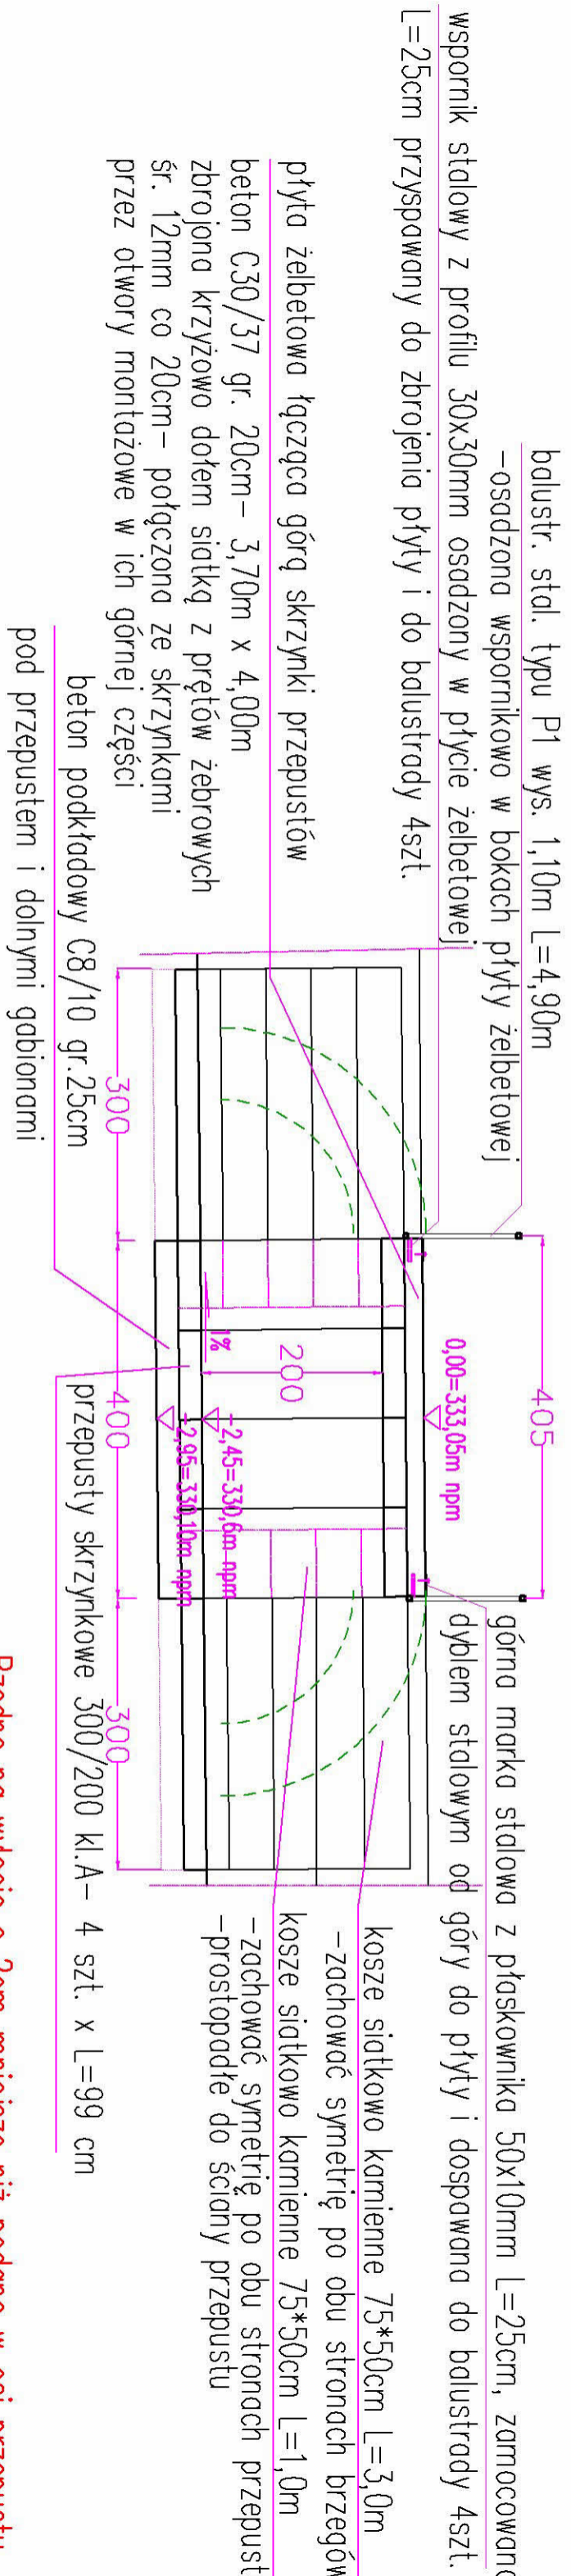 balustr. stal. typu P1 wys. 1,10m L=4,90m
-osadzona wspornikowo w bokach płyty żelbetowej
wspornik stalowy z profilu 30x30mm osadzony w płycie żelbetowej
L=25cm przyspawany do zbrojenia płyty i do balustrady 4szt.
płyta żelbetowa łącząca górą skrzynki przepustów
beton C30/37 gr. 20cm- 3,70m x 4,00m
zbrojona krzyżowo dołem siatką z prętów żebrowych
śr. 12mm co 20cm- połączona ze skrzynkami
przez otwory montażowe w ich górnej części
beton podkładowy C8/10 gr.25cm
pod przepustem i dolnymi gabionami
405
0,00=333,05m npm
200
1%
-2,45=330,6m npm
-2,95=330,10m npm
300
400
300
przepusty skrzynkowe 300/200 kl.A- 4 szt. x L=99 cm
górna marka stalowa z płaskownika 50x10mm L=25cm, zamocowana
dyblem stalowym od góry do płyty i dospawana do balustrady 4szt.
kosze siatkowo kamienne 75*50cm L=3,0m
-zachować symetrię po obu stronach brzegów
kosze siatkowo kamienne 75*50cm L=1,0m
-zachować symetrię po obu stronach przepust
-prostopadłe do ściany przepustu